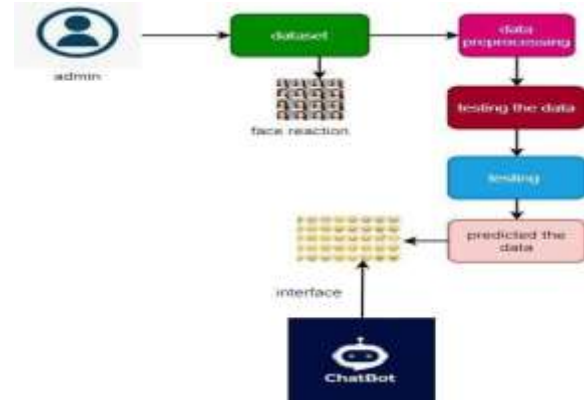 admin
dataset
data
preprocessing
face reaction
testing the data
testing
predicted the
data
interface
ChatBot